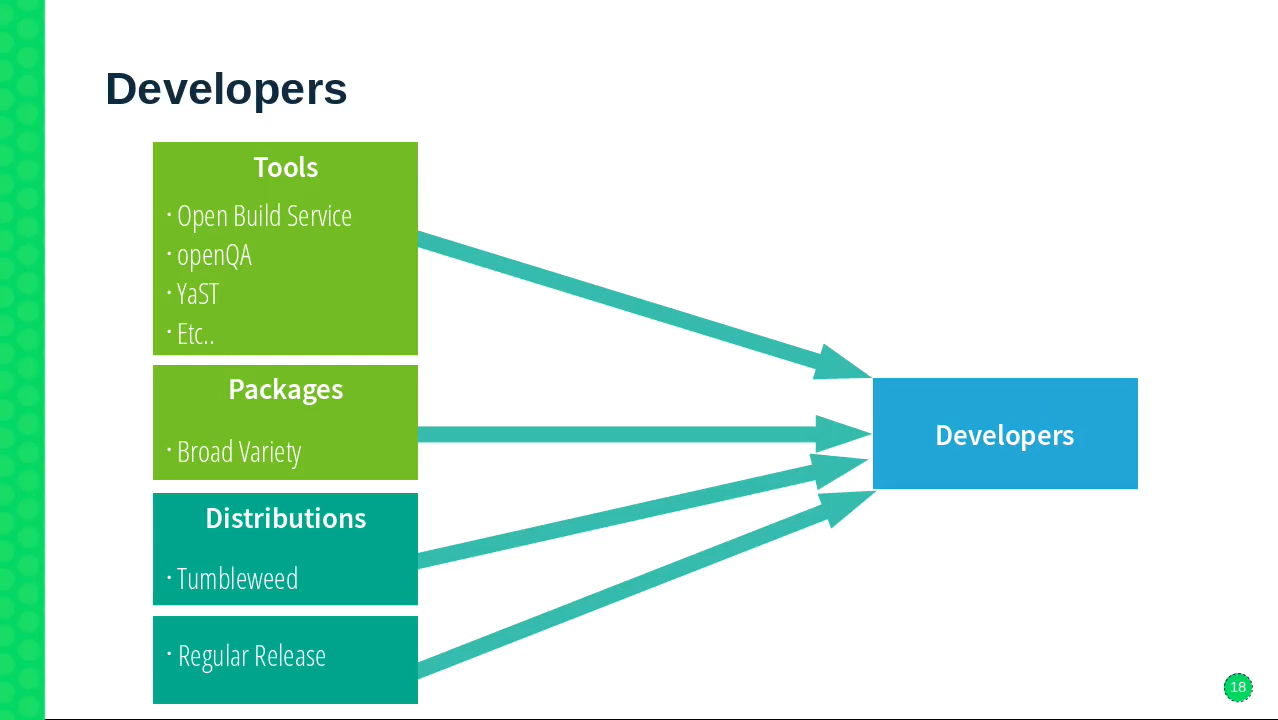 Developers
Tools
· Open Build Service
· openQA
· YaST
· Etc..
Packages
· Broad Variety
Distributions
· Tumbleweed
· Regular Release
Developers
18